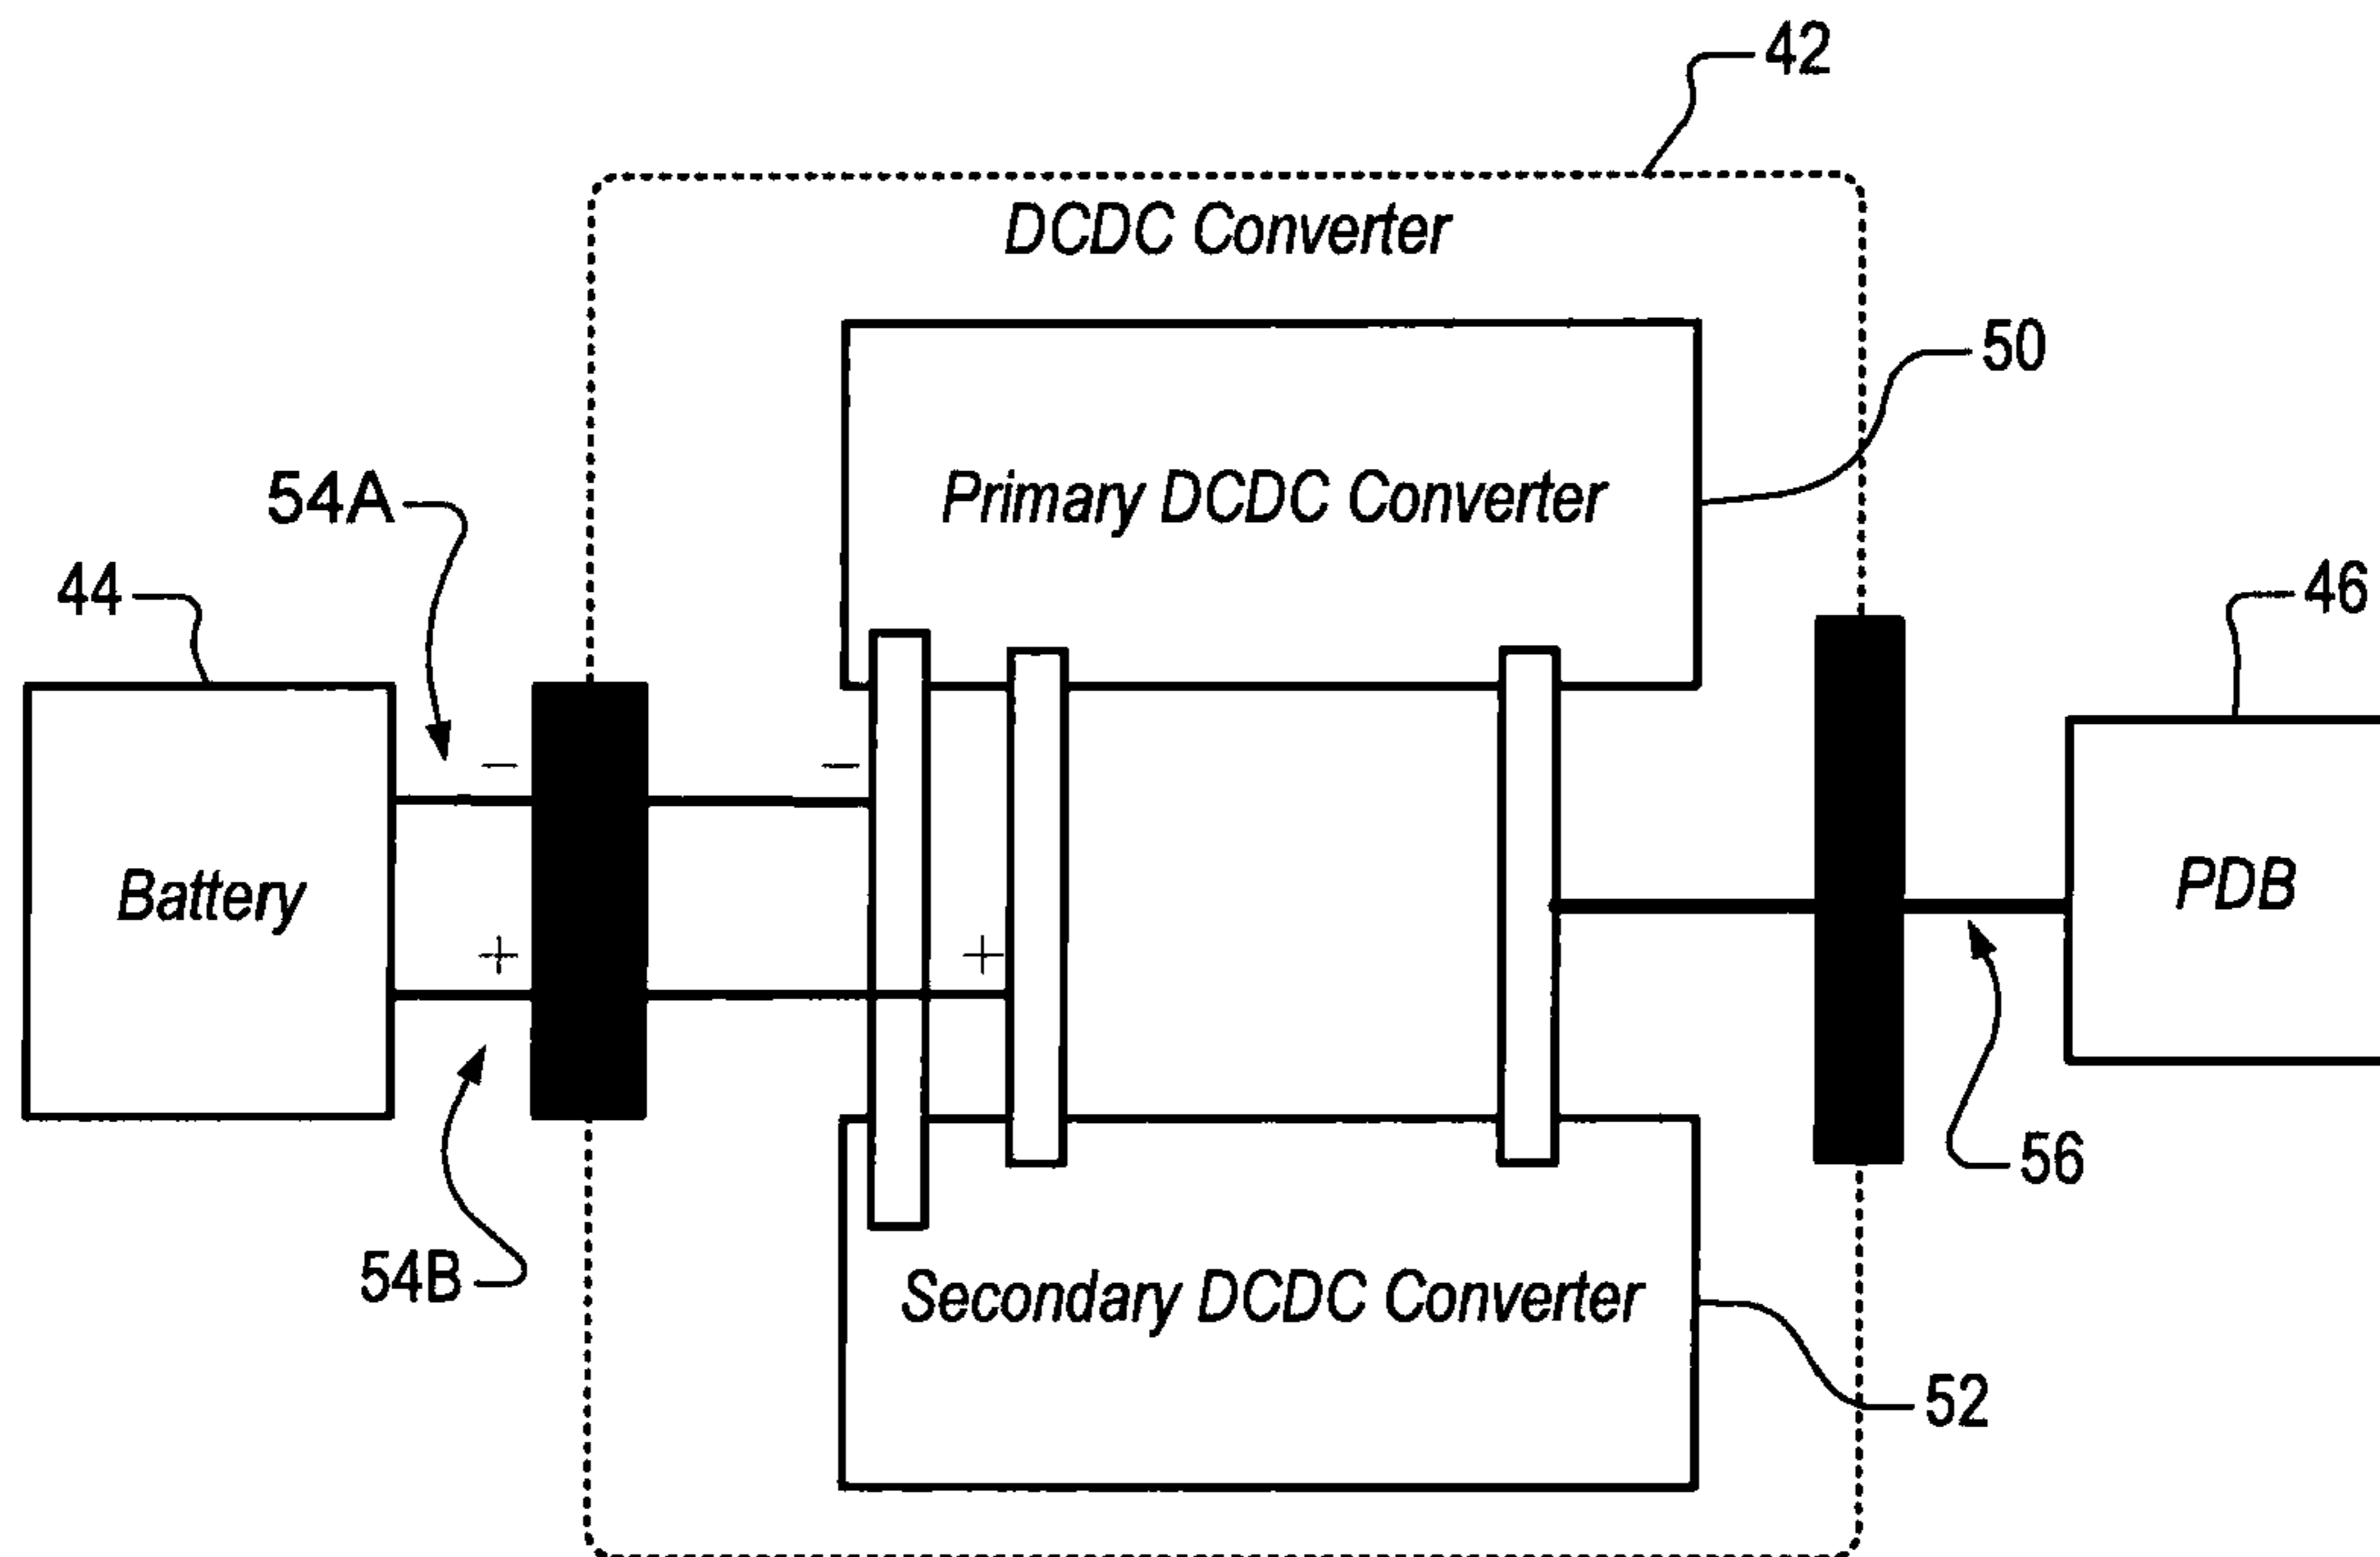 42
DCDC Converter
50
Primary DCDC Converter
54A
44
46
− −
Battery
PDB
+ +
56
54B
Secondary DCDC Converter
52